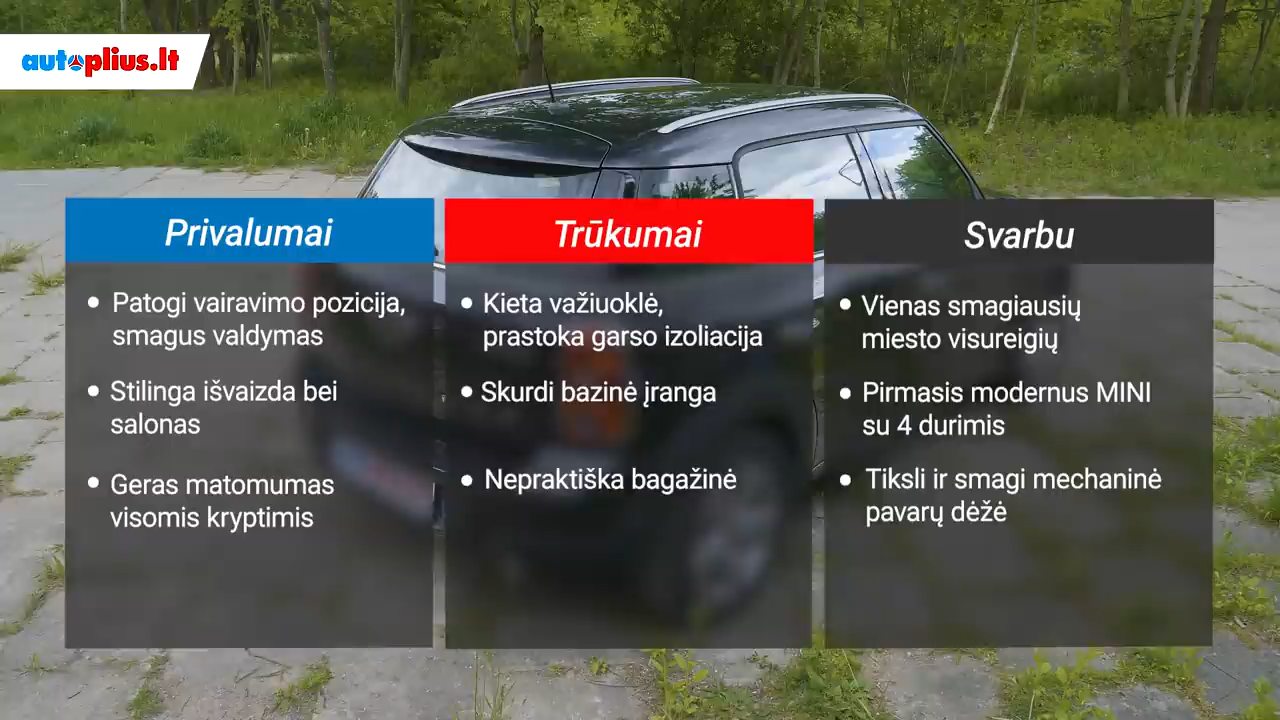 autoplius.lt
Privalumai
Patogi vairavimo pozicija,
smagus valdymas
Stilinga išvaizda bei
salonas
Geras matomumas
visomis kryptimis
Trūkumai
Kieta važiuoklė,
prastoka garso izoliacija
Skurdi bazinė įranga
Nepraktiška bagažinė
Svarbu
Vienas smagiausių
miesto visureigių
Pirmasis modernus MINI
su 4 durimis
Tiksli ir smagi mechaninė
pavarų dėžė